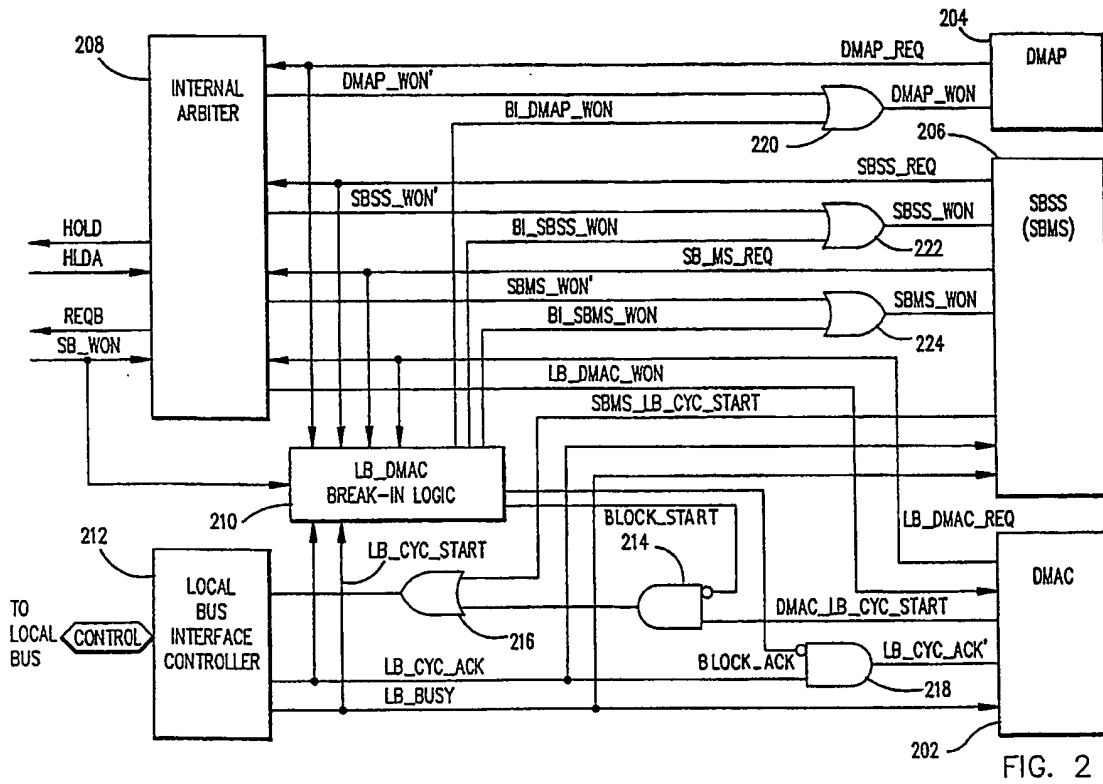 208
INTERNAL
ARBITER
204
DMAP
DMAP_REQ
DMAP_WON'
BI_DMAP_WON
DMAP_WON
220
206
SBSS_REQ
SBSS
(SBMS)
SBSS_WON'
BI_SBSS_WON
SBSS_WON
222
HOLD
HLDA
SB_MS_REQ
SBMS_WON'
BI_SBMS_WON
SBMS_WON
224
REQB
SB_WON
LB_DMAC_WON
SBMS_LB_CYC_START
LB_DMAC
BREAK-IN LOGIC
210
BLOCK_START
LB_DMAC_REQ
212
LB_CYC_START
214
DMAC
LOCAL
BUS
INTERFACE
CONTROLLER
TO
LOCAL
BUS
CONTROL
216
DMAC_LB_CYC_START
BLOCK_ACK
LB_CYC_ACK'
LB_CYC_ACK
218
LB_BUSY
202
FIG. 2